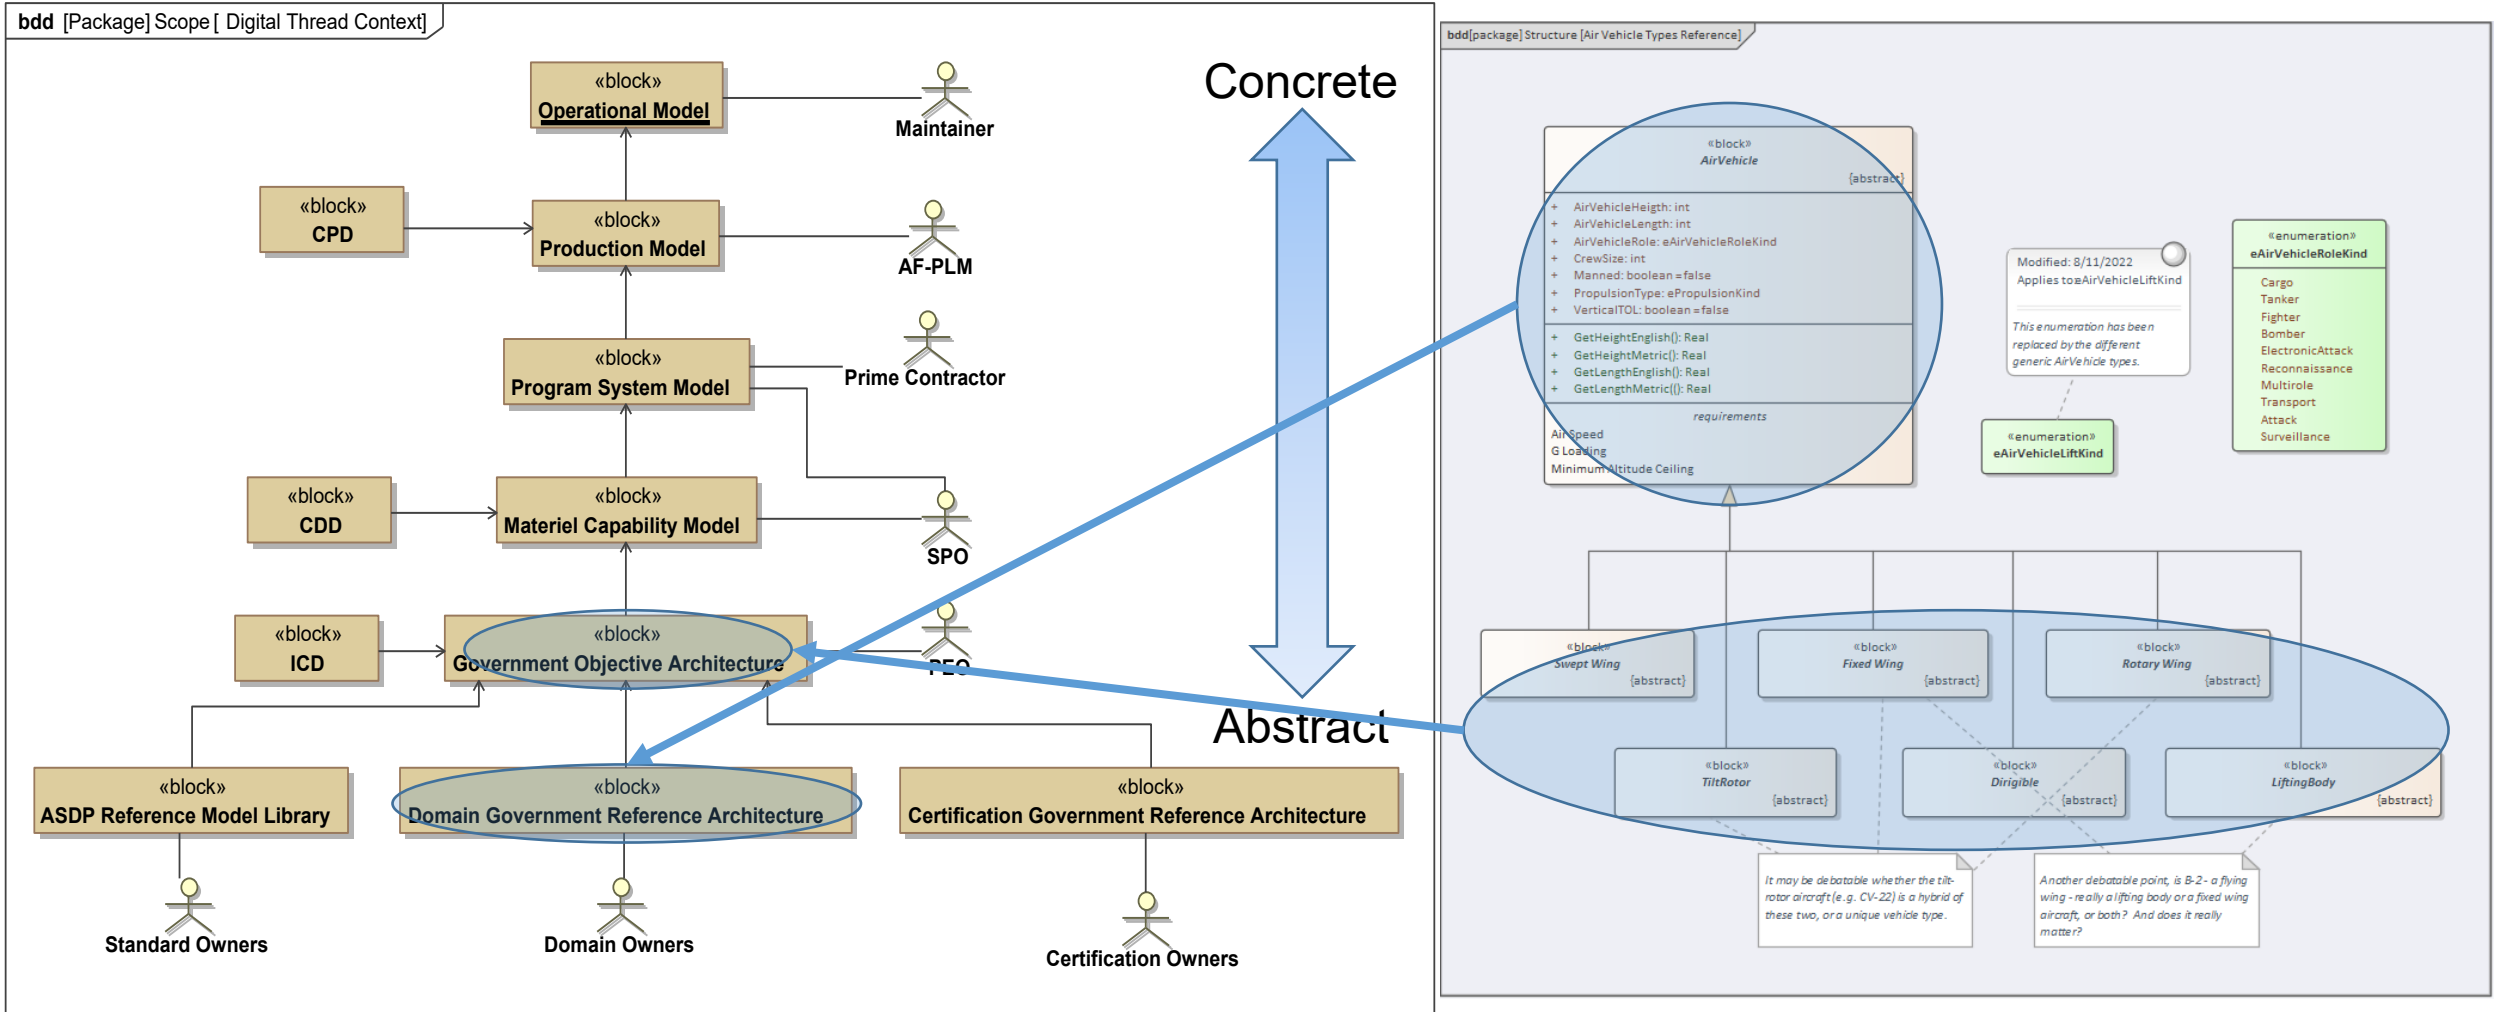 bdd [Package] Scope [ Digital Thread Context]
«block»
Operational Model
Maintainer
«block»
CPD
«block»
Production Model
AF-PLM
«block»
Program System Model
Prime Contractor
«block»
CDD
«block»
Materiel Capability Model
SPO
«block»
ICD
«block»
Government Objective Architecture
PEO
«block»
ASDP Reference Model Library
«block»
Domain Government Reference Architecture
«block»
Certification Government Reference Architecture
Standard Owners
Domain Owners
Certification Owners
Concrete
Abstract
bdd[package] Structure [Air Vehicle Types Reference]
«block»
AirVehicle
{abstract}
+ AirVehicleHeigth: int
+ AirVehicleLength: int
+ AirVehicleRole: eAirVehicleRoleKind
+ CrewSize: int
+ Manned: boolean =false
+ PropulsionType: ePropulsionKind
+ VerticalTOL: boolean =false
+ GetHeightEnglish(): Real
+ GetHeightMetric(): Real
+ GetLengthEnglish(): Real
+ GetLengthMetric((): Real
requirements
Air Speed
G Loading
Minimum Altitude Ceiling
Modified: 8/11/2022
Applies to:eAirVehicleLiftKind
This enumeration has been
replaced by the different
generic AirVehicle types.
«enumeration»
eAirVehicleLiftKind
«enumeration»
eAirVehicleRoleKind
Cargo
Tanker
Fighter
Bomber
ElectronicAttack
Reconnaissance
Multirole
Transport
Attack
Surveillance
«block»
Swept Wing
{abstract}
«block»
Fixed Wing
{abstract}
«block»
Rotary Wing
{abstract}
«block»
TiltRotor
{abstract}
«block»
Dirigible
{abstract}
«block»
LiftingBody
{abstract}
It may be debatable whether the tilt-
rotor aircraft (e.g. CV-22) is a hybrid of
these two, or a unique vehicle type.
Another debatable point, is B-2 - a flying
wing - really a lifting body or a fixed wing
aircraft, or both? And does it really
matter?